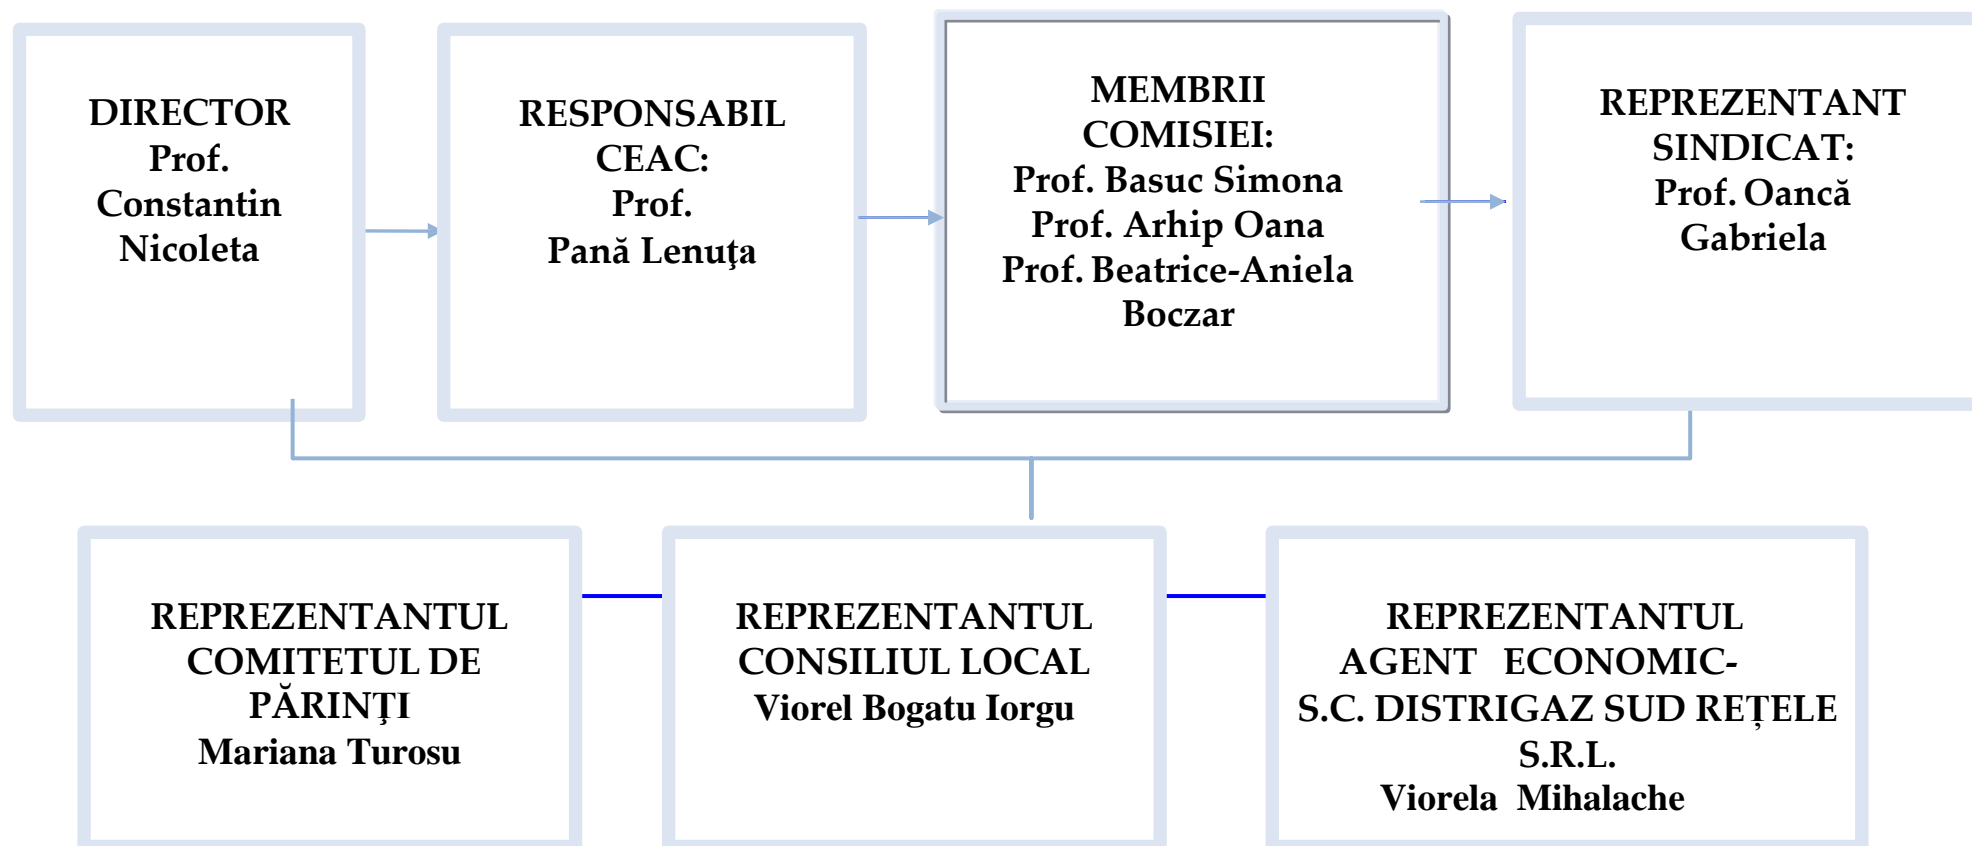 DIRECTOR
Prof.
Constantin
Nicoleta
RESPONSABIL
CEAC:
Prof.
Pană Lenuţa
MEMBRII
COMISIEI:
Prof. Basuc Simona
Prof. Arhip Oana
Prof. Beatrice-Aniela
Boczar
REPREZENTANT
SINDICAT:
Prof. Oancă
Gabriela
REPREZENTANTUL
COMITETUL DE
PĂRINŢI
Mariana Turosu
REPREZENTANTUL
CONSILIUL LOCAL
Viorel Bogatu Iorgu
REPREZENTANTUL
AGENT ECONOMIC-
S.C. DISTRIGAZ SUD REȚELE
S.R.L.
Viorela Mihalache